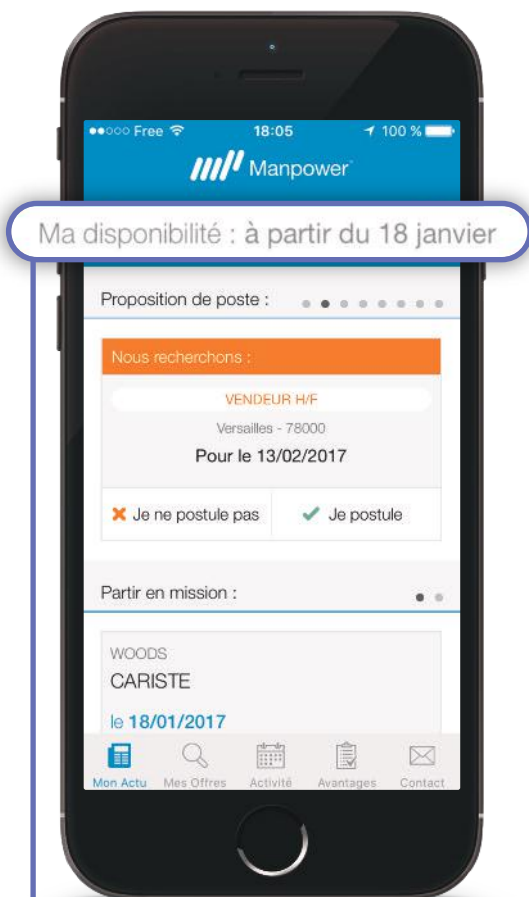 Free 18:05 100 %
Manpower
Ma disponibilité : à partir du 18 janvier
Proposition de poste :
Nous recherchons :
VENDEUR H/F
Versailles - 78000
Pour le 13/02/2017
Je ne postule pas Je postule
Partir en mission :
WOODS
CARISTE
le 18/01/2017
Mon Actu Mes Offres Activité Avantages Contact